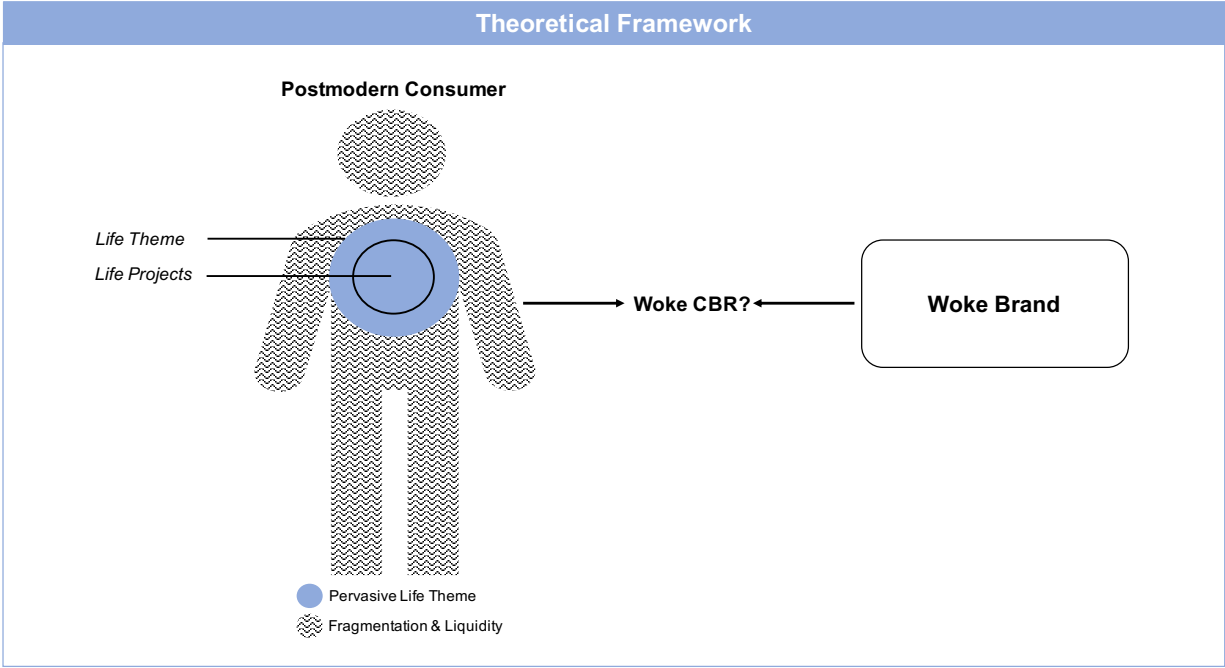 Theoretical Framework
Postmodern Consumer
Life Theme
Life Projects
Woke CBR?
Woke Brand
Pervasive Life Theme
Fragmentation & Liquidity